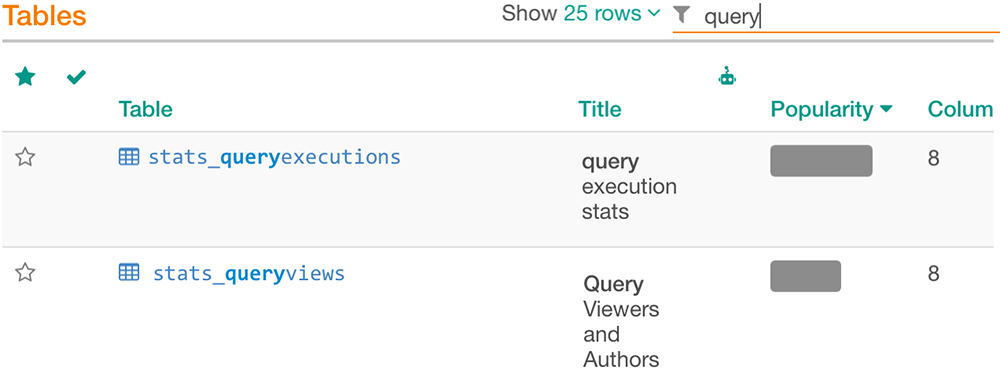 Tables
Show 25 rows
query
Table
Title
Popularity
Colum
stats_queryexecutions
query
execution
stats
8
stats_queryviews
Query
Viewers
and
Authors
8